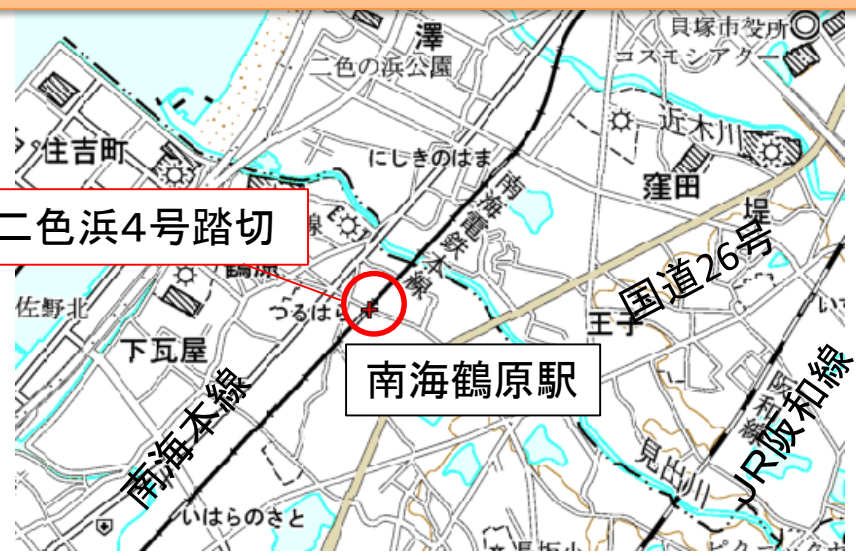 貝塚市役所
コスモシアター
澤
二色の浜公園
近木川
住吉町
にしきのはま
窪田
堤
南海電鉄本線
二色浜4号踏切
線
鶴原
国道26号
佐野北
つるはら
王子
下瓦屋
南海鶴原駅
阪和線
南海本線
JR阪和線
見出川
いはらのさと
長坂小